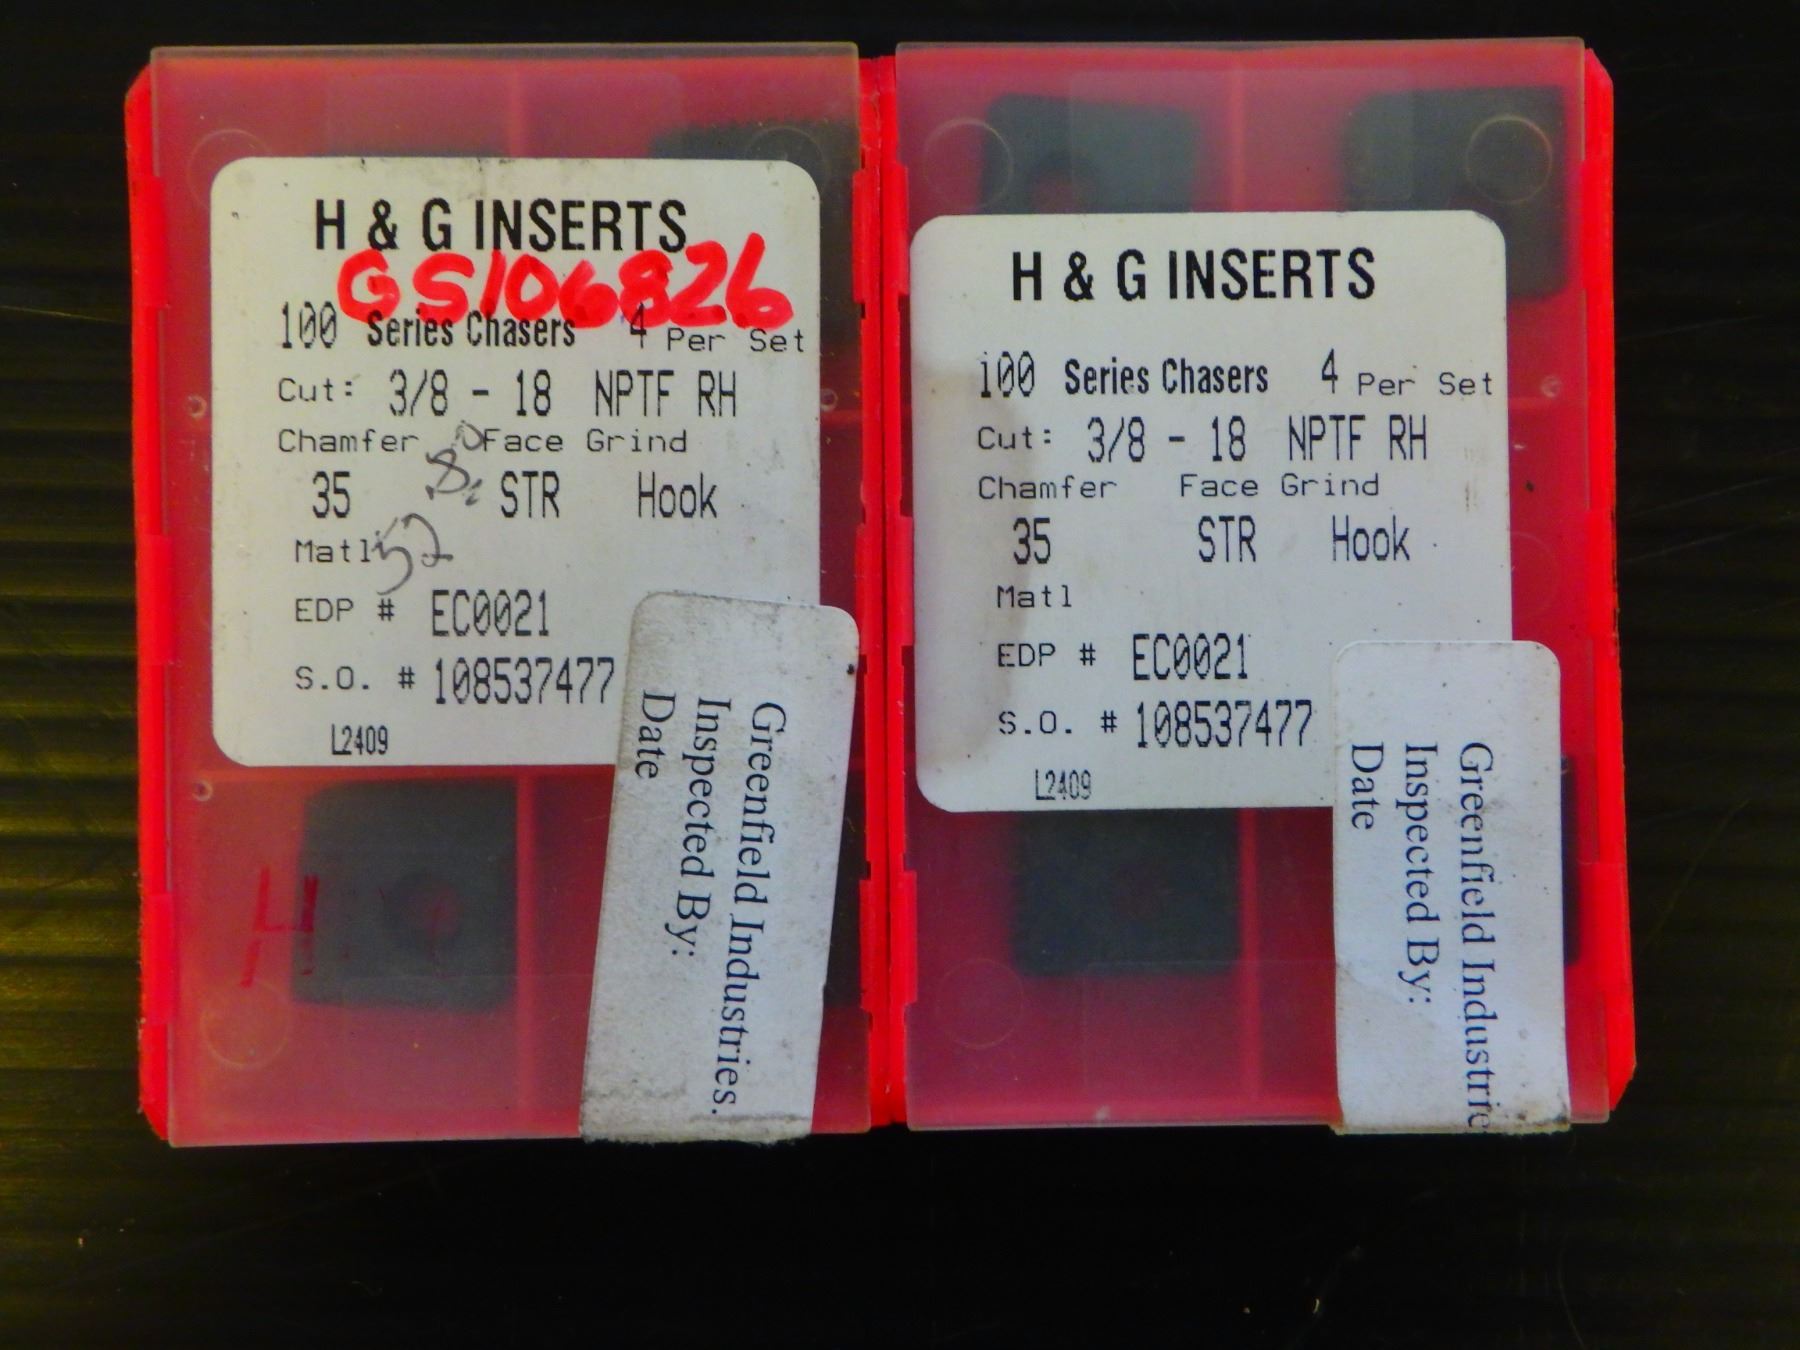 H & G INSERTS
GS106826
100 Series Chasers 4 Per Set
Cut: 3/8 - 18 NPTF RH
Chamfer Face Grind
35 STR Hook
Matl 52
EDP # EC0021
S.O. # 108537477
L2409
Greenfield Industries.
Inspected By:
Date
H
H & G INSERTS
100 Series Chasers 4 Per Set
Cut: 3/8 - 18 NPTF RH
Chamfer Face Grind
35 STR Hook
Matl
EDP # EC0021
S.O. # 108537477
L2409
Greenfield Industrie
Inspected By:
Date